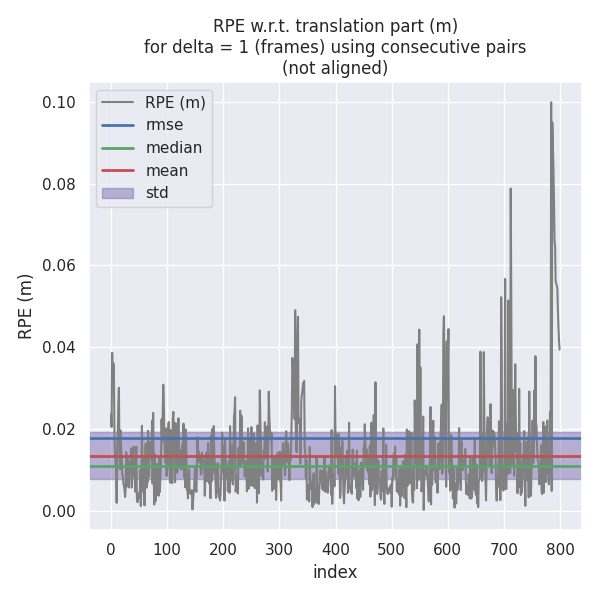 RPE w.r.t. translation part (m)
for delta = 1 (frames) using consecutive pairs
(not aligned)
RPE (m)
rmse
median
mean
std
0.10
0.08
0.06
0.04
0.02
0.00
RPE (m)
0 100 200 300 400 500 600 700 800
index